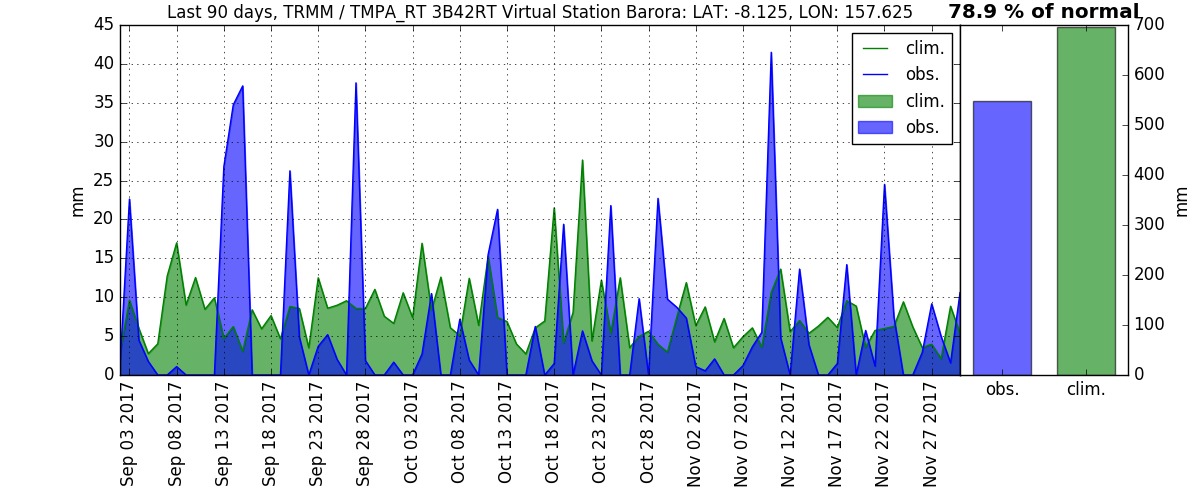 Last 90 days, TRMM / TMPA_RT 3B42RT Virtual Station Barora: LAT: -8.125, LON: 157.625
78.9 % of normal
45
40
35
30
25
20
15
10
5
0
mm
clim.
obs.
clim.
obs.
700
600
500
400
300
200
100
0
mm
obs.
clim.
Sep 03 2017
Sep 08 2017
Sep 13 2017
Sep 18 2017
Sep 23 2017
Sep 28 2017
Oct 03 2017
Oct 08 2017
Oct 13 2017
Oct 18 2017
Oct 23 2017
Oct 28 2017
Nov 02 2017
Nov 07 2017
Nov 12 2017
Nov 17 2017
Nov 22 2017
Nov 27 2017